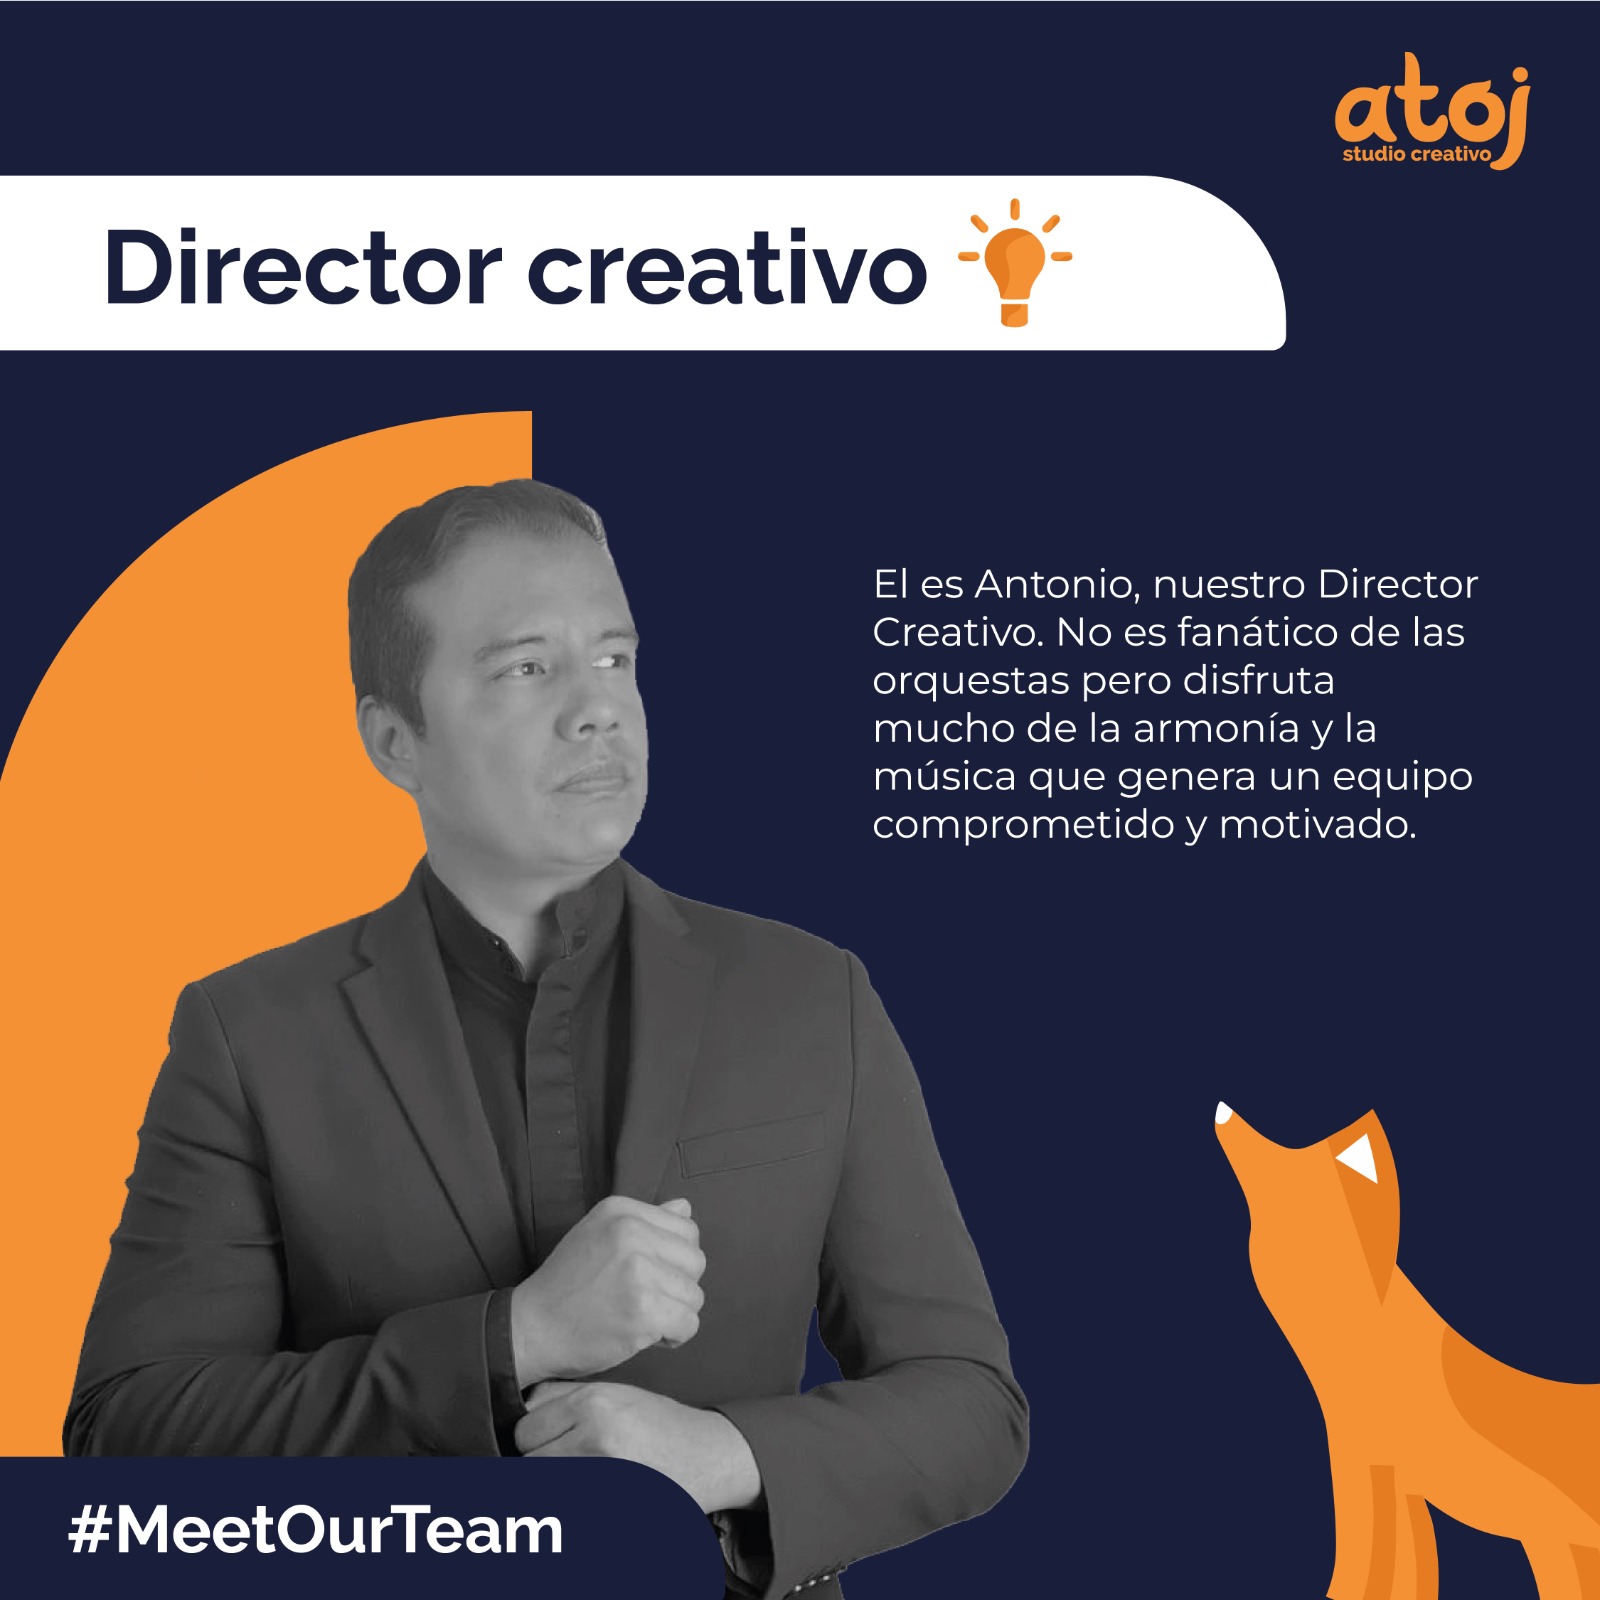 atoj
studio creativo
Director creativo
El es Antonio, nuestro Director
Creativo. No es fanático de las
orquestas pero disfruta
mucho de la armonía y la
música que genera un equipo
comprometido y motivado.
#MeetOurTeam